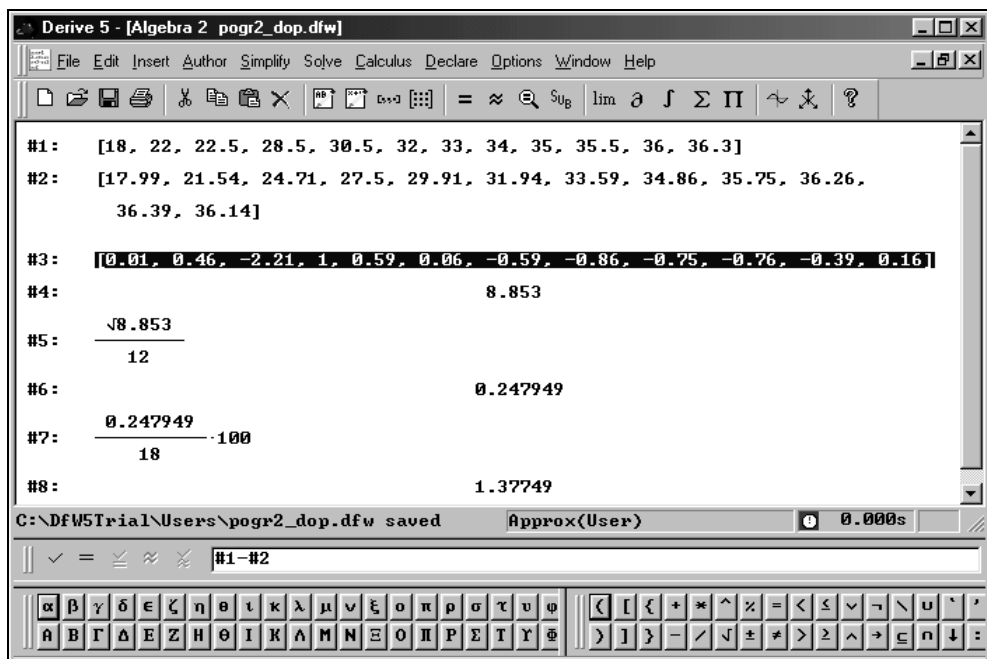 Derive 5 - [Algebra 2 pogr2_dop.dfw]
File Edit Insert Author Simplify Solve Calculus Declare Options Window Help
= ≈ SUB lim ∂ ∫ Σ Π ?
#1: [18, 22, 22.5, 28.5, 30.5, 32, 33, 34, 35, 35.5, 36, 36.3]
#2: [17.99, 21.54, 24.71, 27.5, 29.91, 31.94, 33.59, 34.86, 35.75, 36.26,
36.39, 36.14]
#3: [0.01, 0.46, -2.21, 1, 0.59, 0.06, -0.59, -0.86, -0.75, -0.76, -0.39, 0.16]
#4: 8.853
√8.853
#5:
12
#6: 0.247949
0.247949
#7: ·100
18
#8: 1.37749
C:\DfW5Trial\Users\pogr2_dop.dfw saved Approx(User) 0.000s
#1-#2
α β γ δ ε ζ η θ ι κ λ μ ν ξ ο π ρ σ τ υ φ ( [ { + * ^ % = < ≤ ∨ ¬ \ ∪ ` '
Α Β Γ Δ Ε Ζ Η Θ Ι Κ Λ Μ Ν Ξ Ο Π Ρ Σ Τ Υ Φ ) ] } - / √ ± ≠ > ≥ ∧ → ⊆ ∩ ↓ :